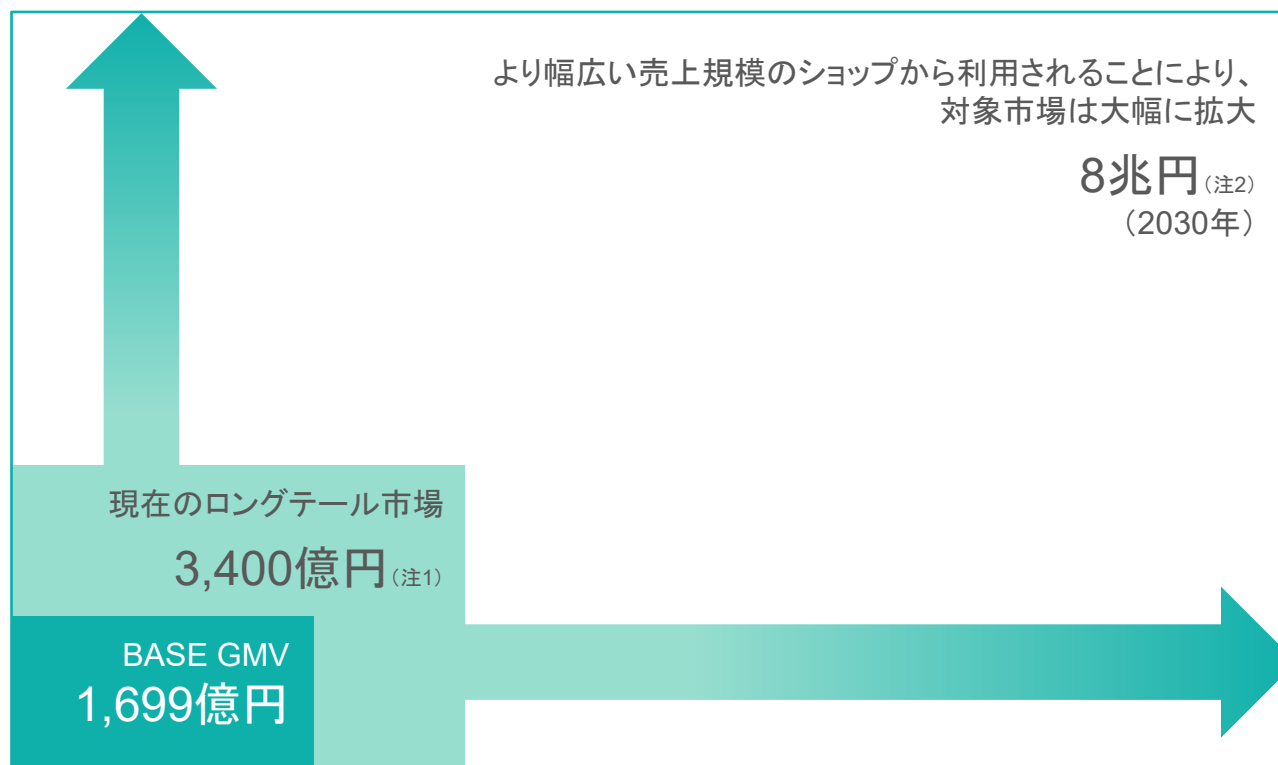 より幅広い売上規模のショップから利用されることにより、
対象市場は大幅に拡大
8兆円（注2）
（2030年）
現在のロングテール市場
3,400億円（注1）
BASE GMV
1,699億円